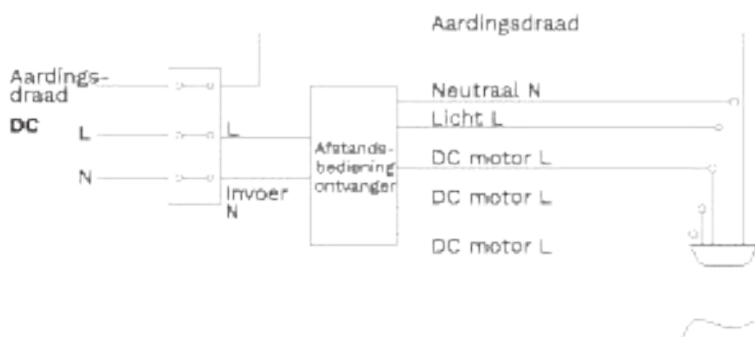 Aardingsdraad
Aardings-
draad
DC
L
N
L
Invoer
N
Afstands-
bediening
ontvanger
Neutraal N
Licht L
DC motor L
DC motor L
DC motor L